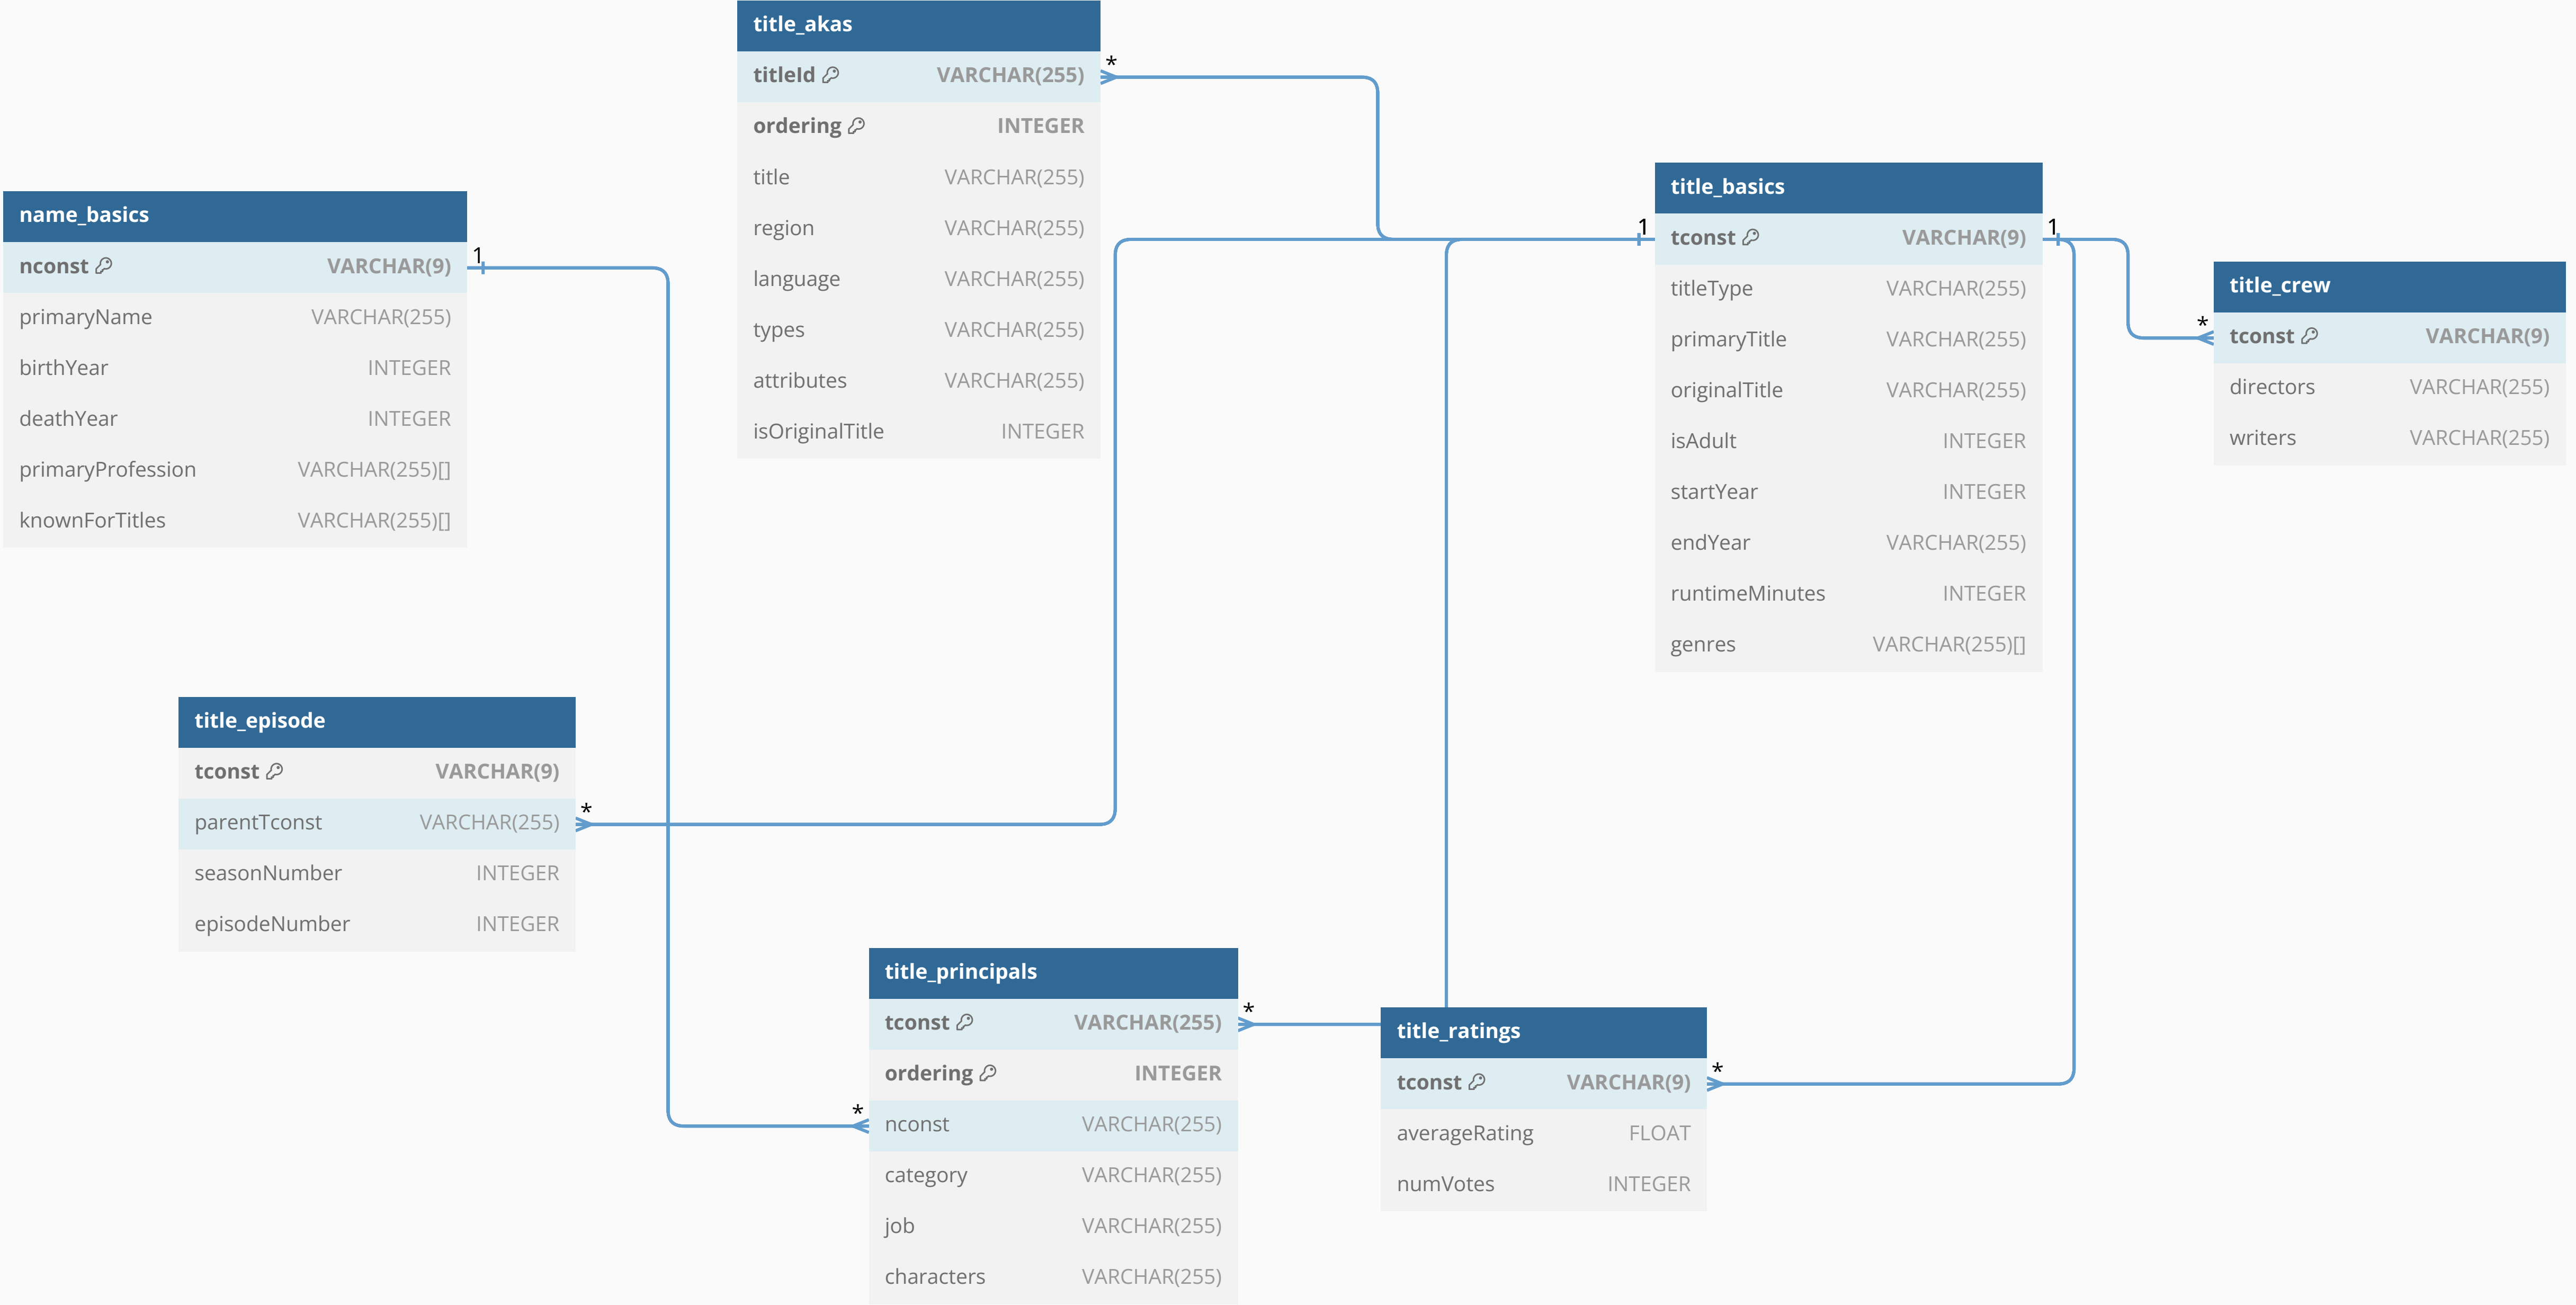 title_akas
titleId VARCHAR(255)
ordering INTEGER
title VARCHAR(255)
region VARCHAR(255)
language VARCHAR(255)
types VARCHAR(255)
attributes VARCHAR(255)
isOriginalTitle INTEGER
*
name_basics
nconst VARCHAR(9)
primaryName VARCHAR(255)
birthYear INTEGER
deathYear INTEGER
primaryProfession VARCHAR(255)[]
knownForTitles VARCHAR(255)[]
1
1
title_basics
tconst VARCHAR(9)
titleType VARCHAR(255)
primaryTitle VARCHAR(255)
originalTitle VARCHAR(255)
isAdult INTEGER
startYear INTEGER
endYear VARCHAR(255)
runtimeMinutes INTEGER
genres VARCHAR(255)[]
1
*
title_crew
tconst VARCHAR(9)
directors VARCHAR(255)
writers VARCHAR(255)
title_episode
tconst VARCHAR(9)
parentTconst VARCHAR(255)
seasonNumber INTEGER
episodeNumber INTEGER
*
title_principals
tconst VARCHAR(255)
ordering INTEGER
nconst VARCHAR(255)
category VARCHAR(255)
job VARCHAR(255)
characters VARCHAR(255)
*
*
title_ratings
tconst VARCHAR(9)
averageRating FLOAT
numVotes INTEGER
*